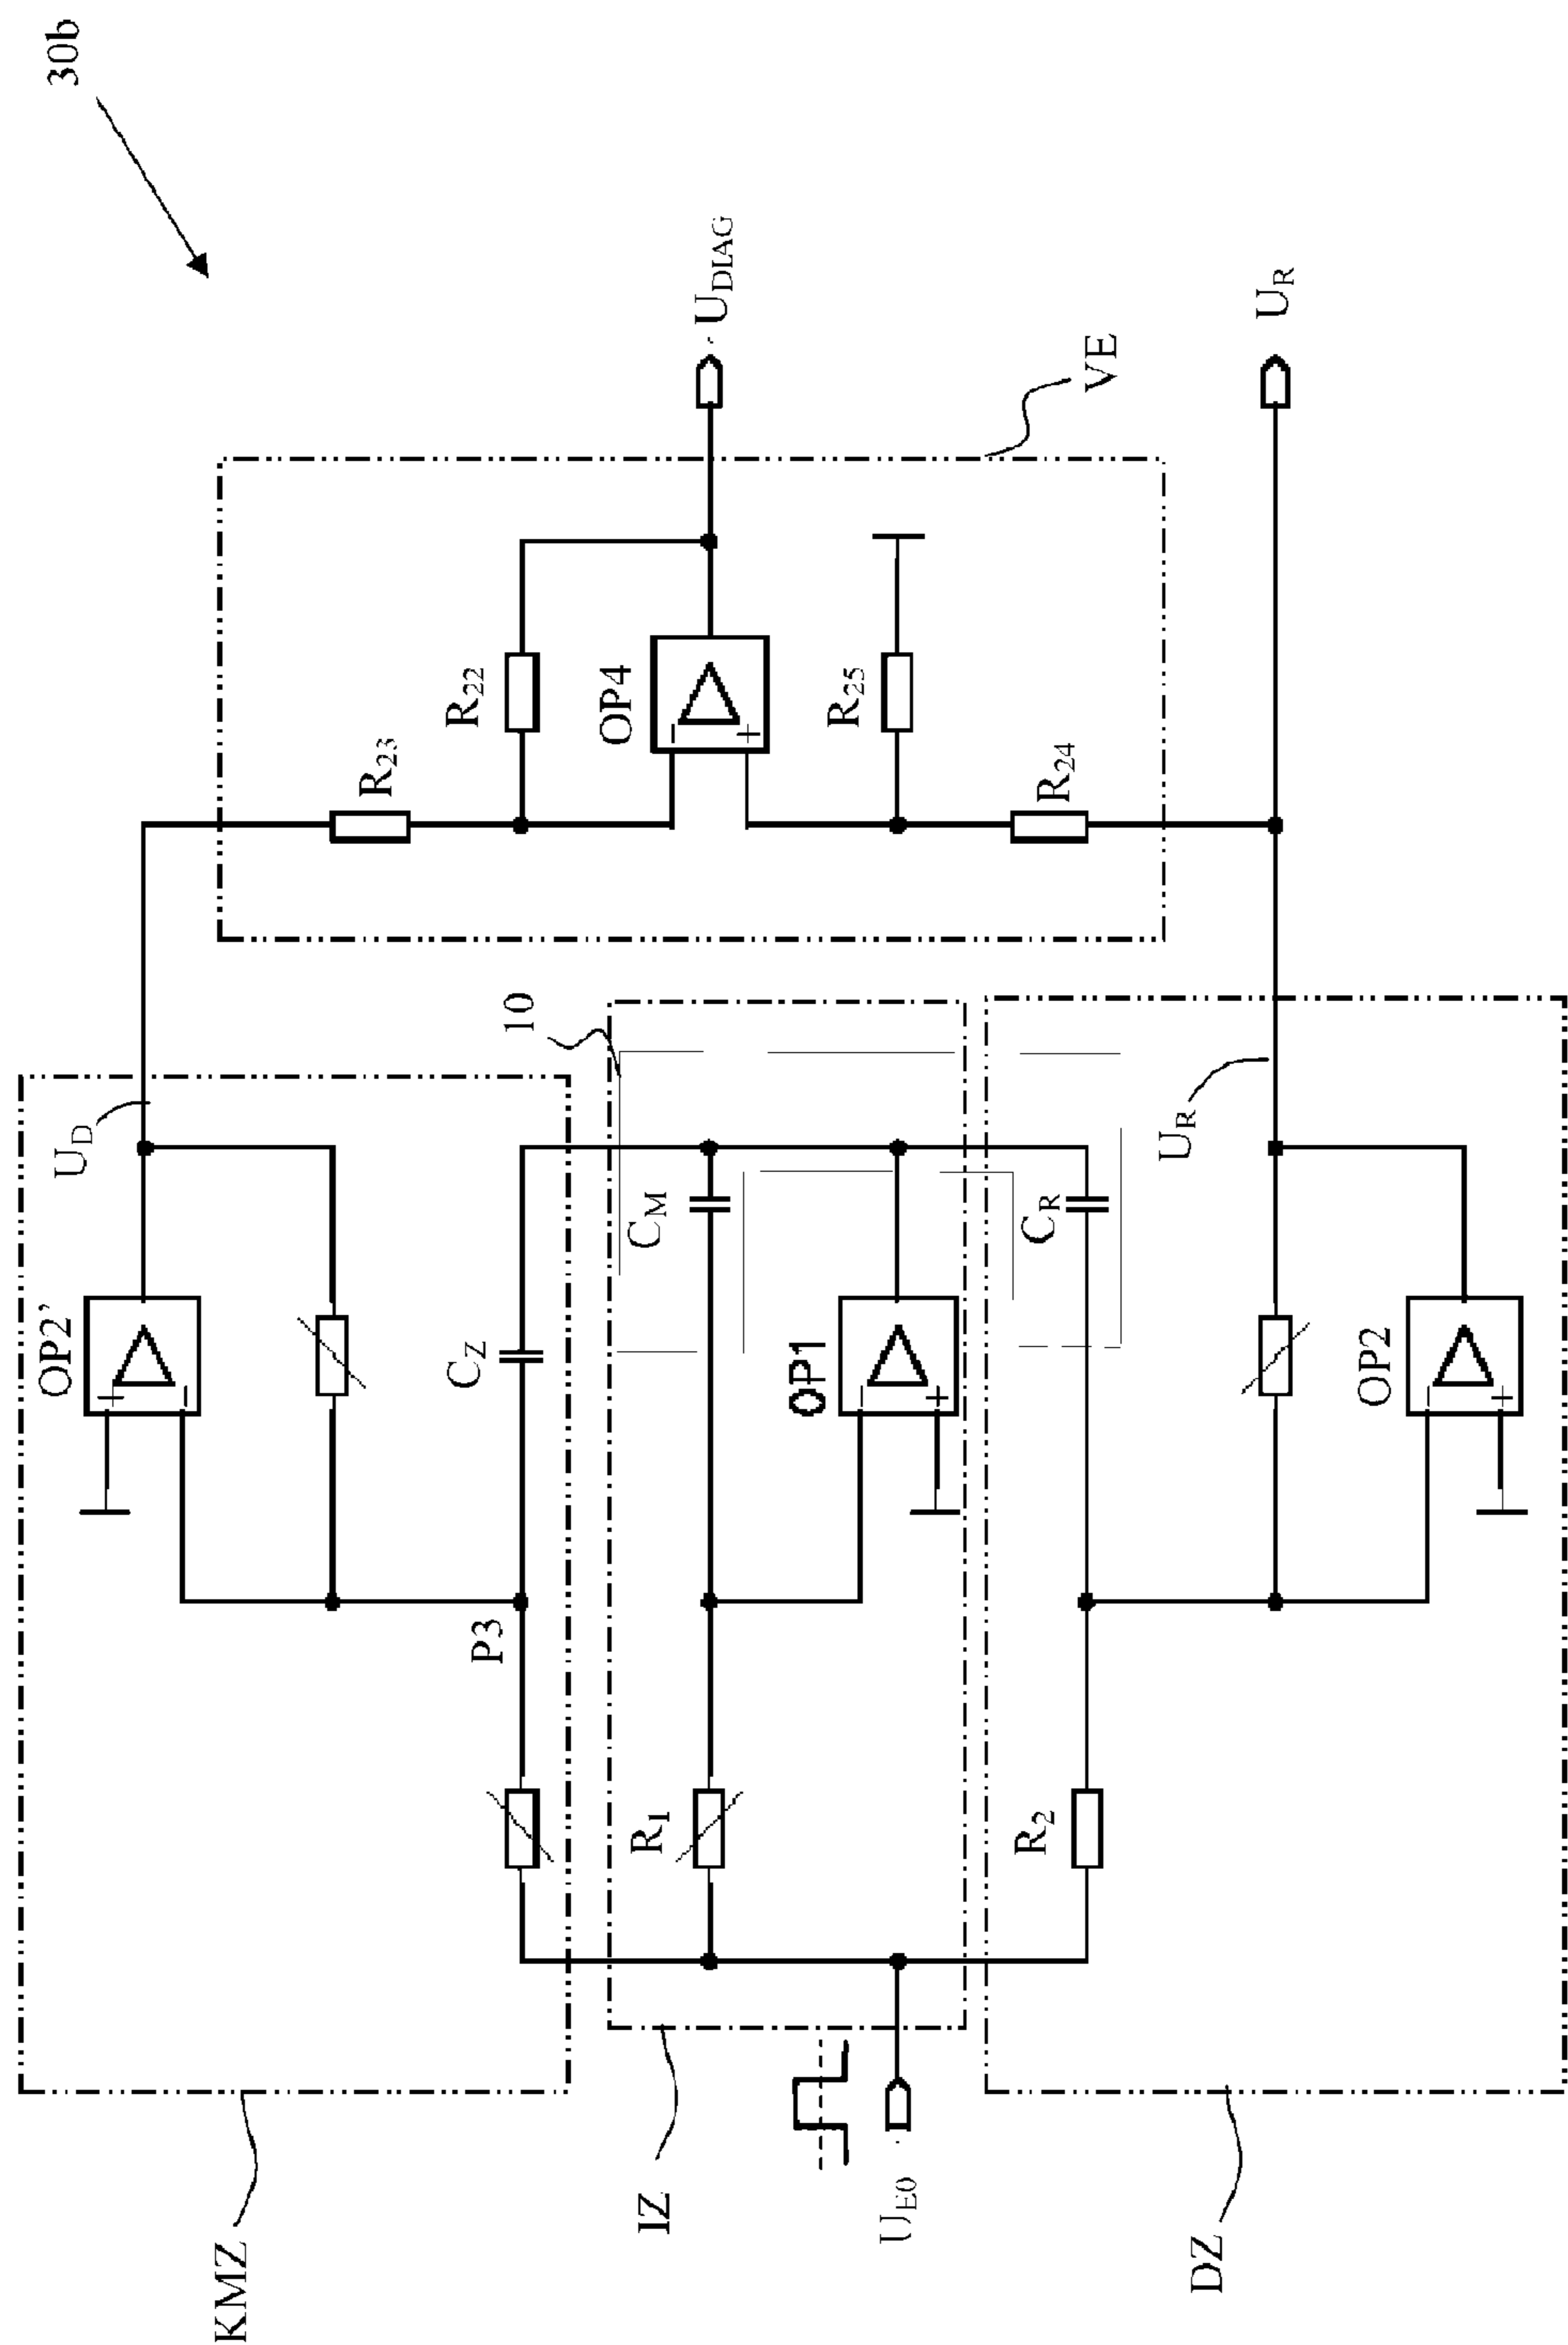 30b
KMZ
OP2’
U_D
P3
C_Z
R_23
R_22
OP4
U_DIAG
R_25
R_24
VE
10
IZ
R_1
C_M
OP1
U_E0
DZ
R_2
C_R
U_R
OP2
U_R
+
−
−
+
−
+
−
+